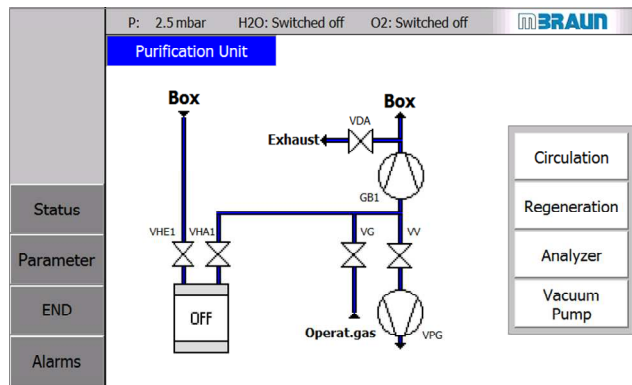 P: 2.5 mbar H2O: Switched off O2: Switched off mBRAUN
Purification Unit
Box
Box
VDA
Exhaust
Circulation
GB1
Status
Regeneration
VHE1 VHA1 VG VV
Parameter
Analyzer
END
OFF
Vacuum
Pump
Operat.gas
VPG
Alarms